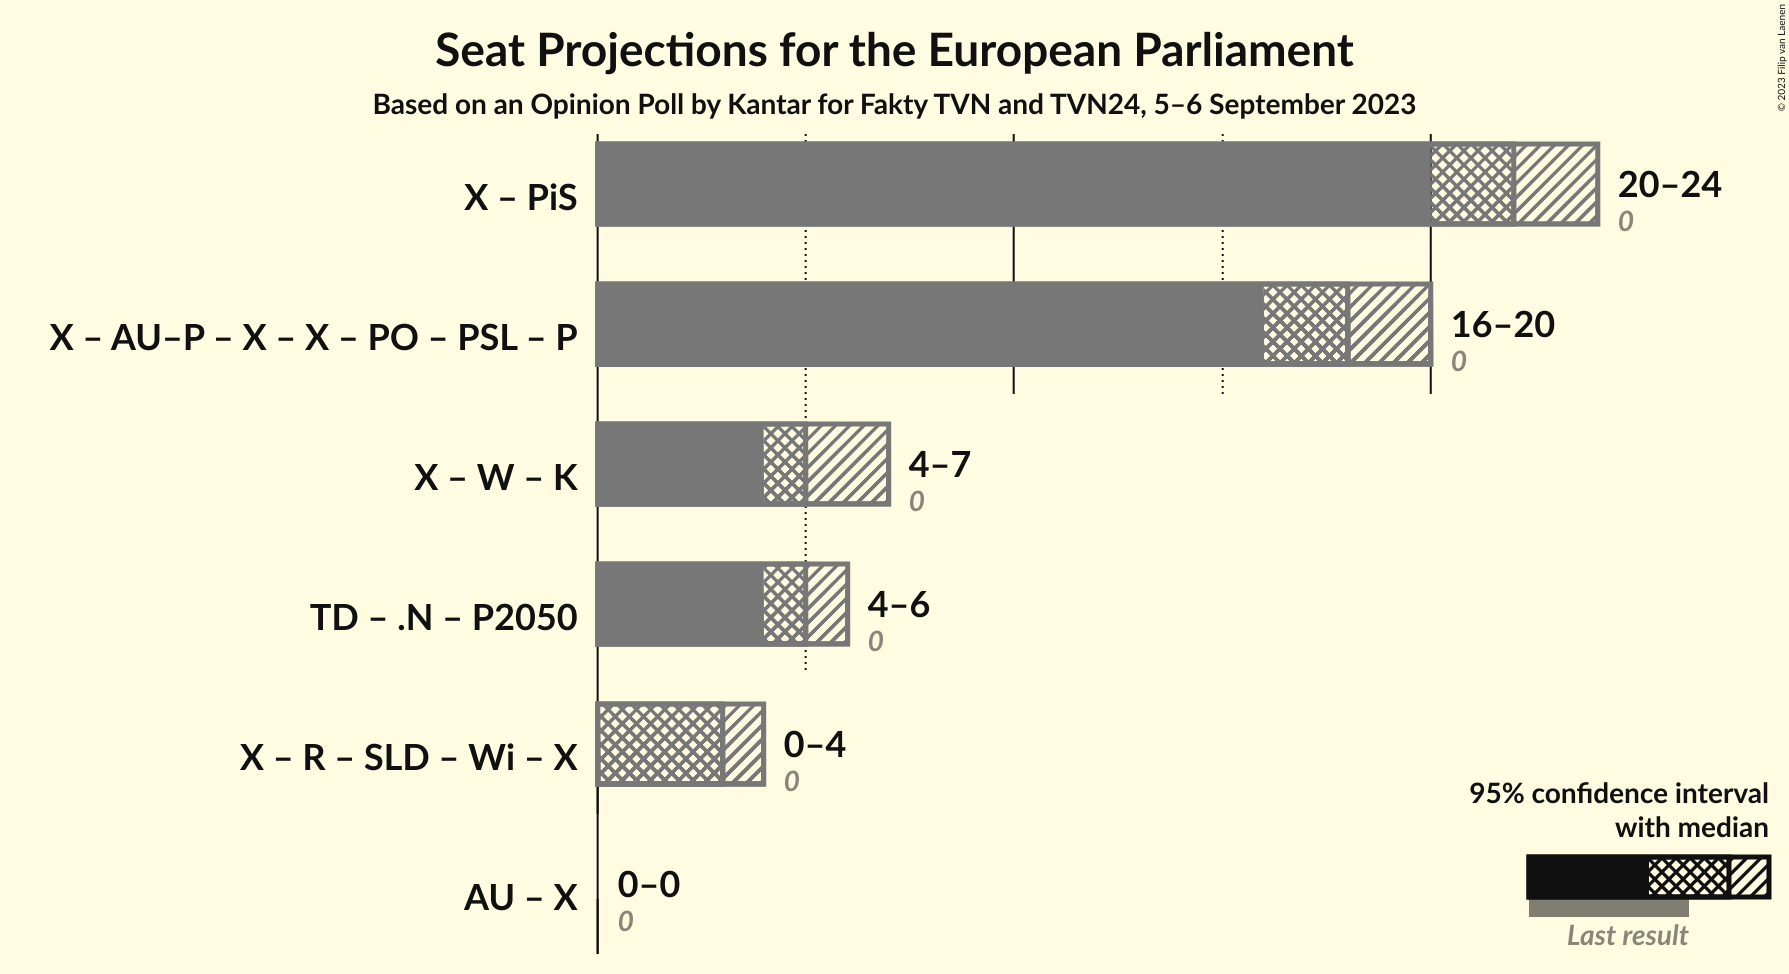 Seat Projections for the European Parliament
Based on an Opinion Poll by Kantar for Fakty TVN and TVN24, 5–6 September 2023
© 2023 Filip van Laenen
X – PiS
20–24
0
X – AU–P – X – X – PO – PSL – P
16–20
0
X – W – K
4–7
0
TD – .N – P2050
4–6
0
X – R – SLD – Wi – X
0–4
0
AU – X
0–0
0
95% confidence interval
with median
Last result